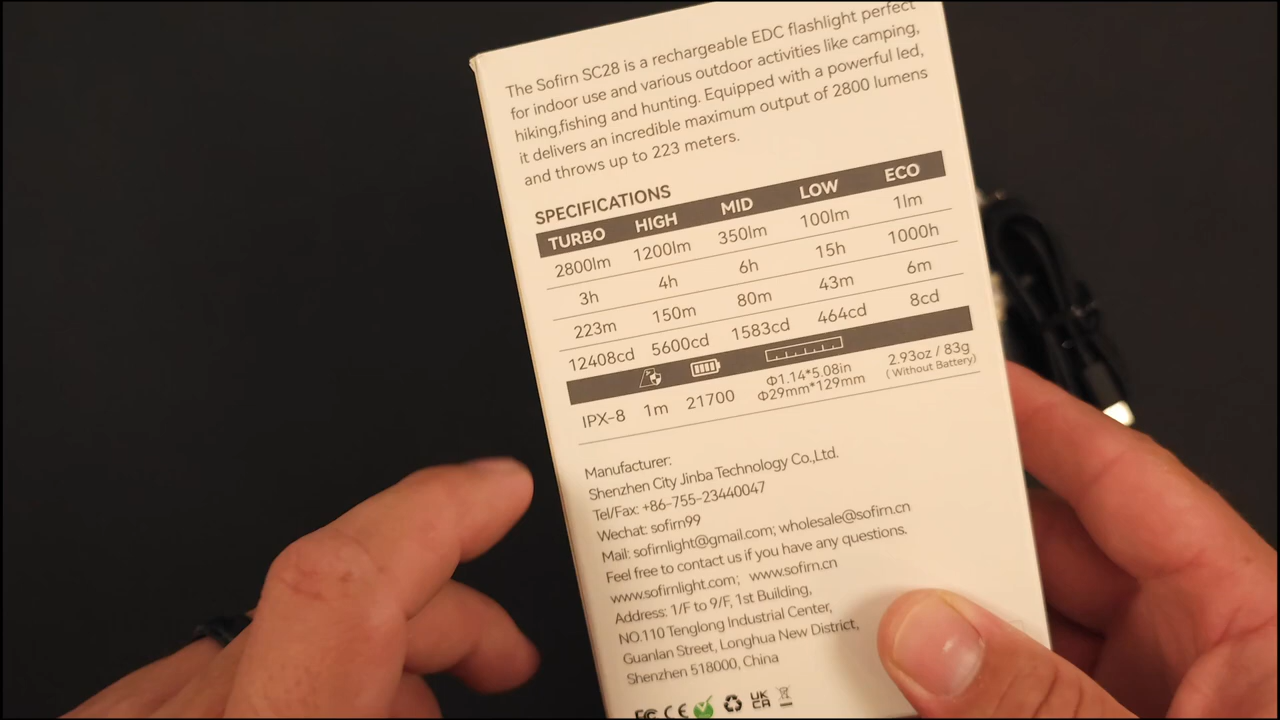 The Sofirn SC28 is a rechargeable EDC flashlight perfect
for indoor use and various outdoor activities like camping,
hiking,fishing and hunting. Equipped with a powerful led,
it delivers an incredible maximum output of 2800 lumens
and throws up to 223 meters.
SPECIFICATIONS
TURBO HIGH MID LOW ECO
2800lm 1200lm 350lm 100lm 1lm
3h 4h 6h 15h 1000h
223m 150m 80m 43m 6m
12408cd 5600cd 1583cd 464cd 8cd
IPX-8 1m 21700 Φ1.14*5.08in 2.93oz / 83g
Φ29mm*129mm ( Without Battery)
Manufacturer:
Shenzhen City Jinba Technology Co.,Ltd.
Tel/Fax: +86-755-23440047
Wechat: sofirn99
Mail: sofirnlight@gmail.com; wholesale@sofirn.cn
Feel free to contact us if you have any questions.
www.sofirnlight.com; www.sofirn.cn
Address: 1/F to 9/F, 1st Building,
NO.110 Tenglong Industrial Center,
Guanlan Street, Longhua New District,
Shenzhen 518000, China
FC CE UK CA